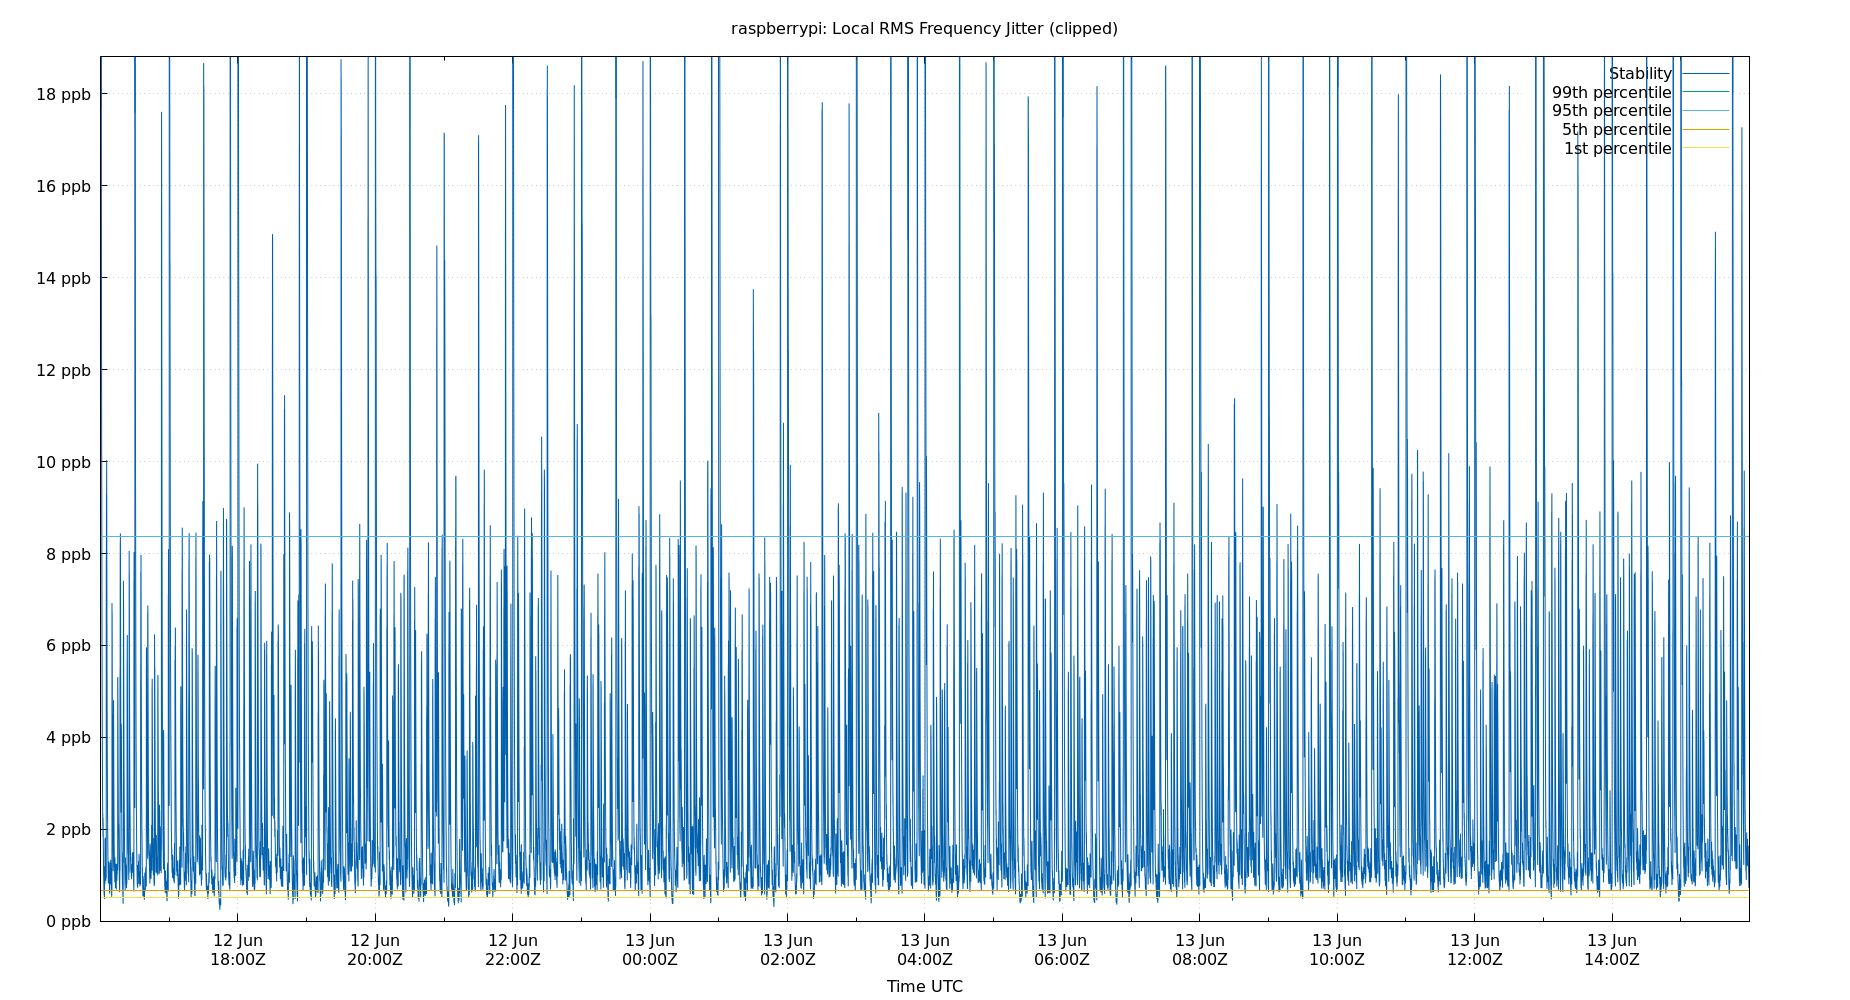 raspberrypi: Local RMS Frequency Jitter (clipped)
Stability
99th percentile
95th percentile
5th percentile
1st percentile
18 ppb
16 ppb
14 ppb
12 ppb
10 ppb
8 ppb
6 ppb
4 ppb
2 ppb
0 ppb
12 Jun 12 Jun 12 Jun 13 Jun 13 Jun 13 Jun 13 Jun 13 Jun 13 Jun 13 Jun 13 Jun
18:00Z 20:00Z 22:00Z 00:00Z 02:00Z 04:00Z 06:00Z 08:00Z 10:00Z 12:00Z 14:00Z
Time UTC